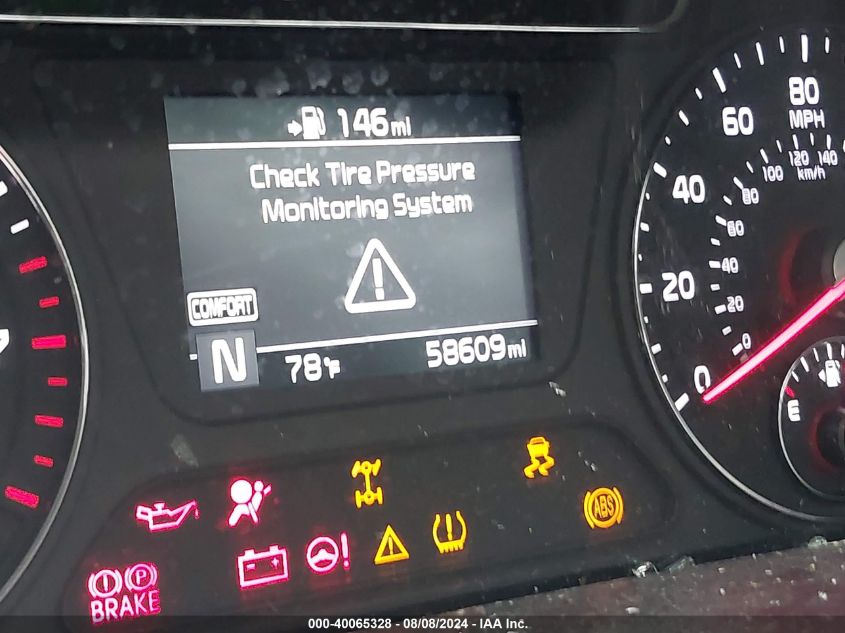 146mi
Check Tire Pressure
Monitoring System
COMFORT
N
78°F
58609mi
80
MPH
60
40
20
0
140
120
100
km/h
80
60
40
20
0
E
ABS
P
BRAKE
000-40065328 - 08/08/2024 - IAA Inc.